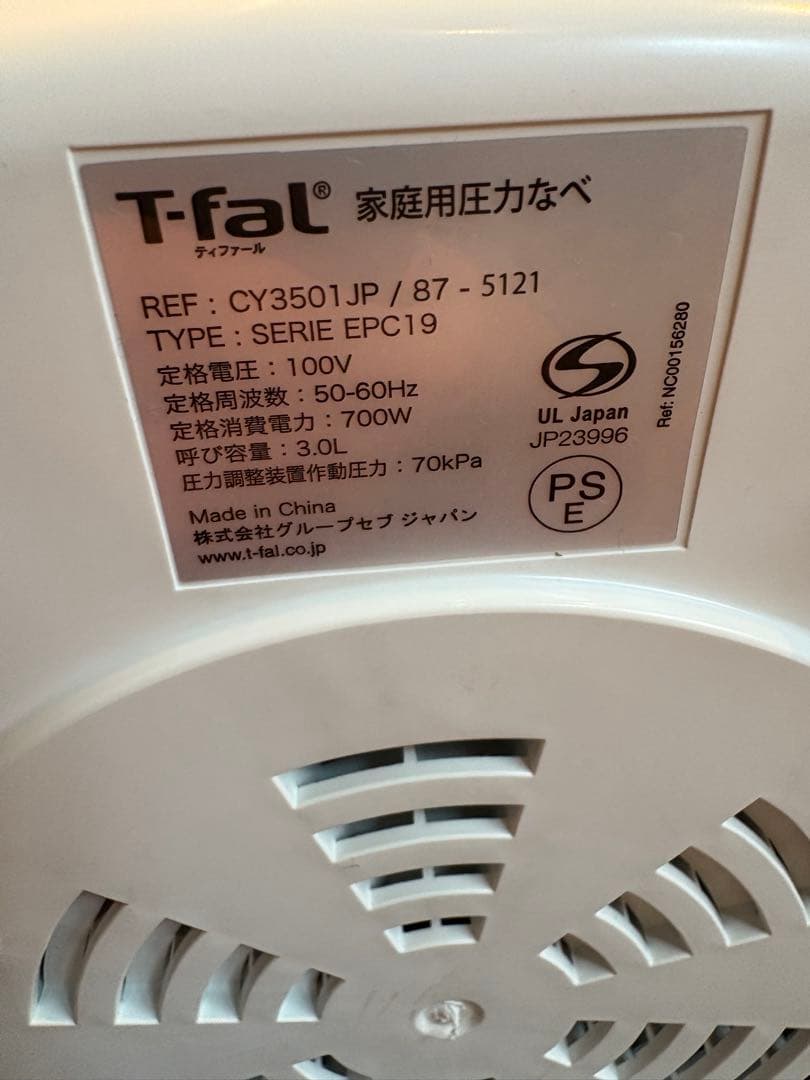 T-fal® 家庭用圧力なべ
ティファール
REF : CY3501JP / 87 - 5121
TYPE : SERIE EPC19
定格電圧 : 100V
定格周波数 : 50-60Hz
定格消費電力 : 700W
呼び容量 : 3.0L
圧力調整装置作動圧力 : 70kPa
Made in China
株式会社グループセブ ジャパン
www.t-fal.co.jp
S
UL Japan
JP23996
PS
E
Ref: NC00156280